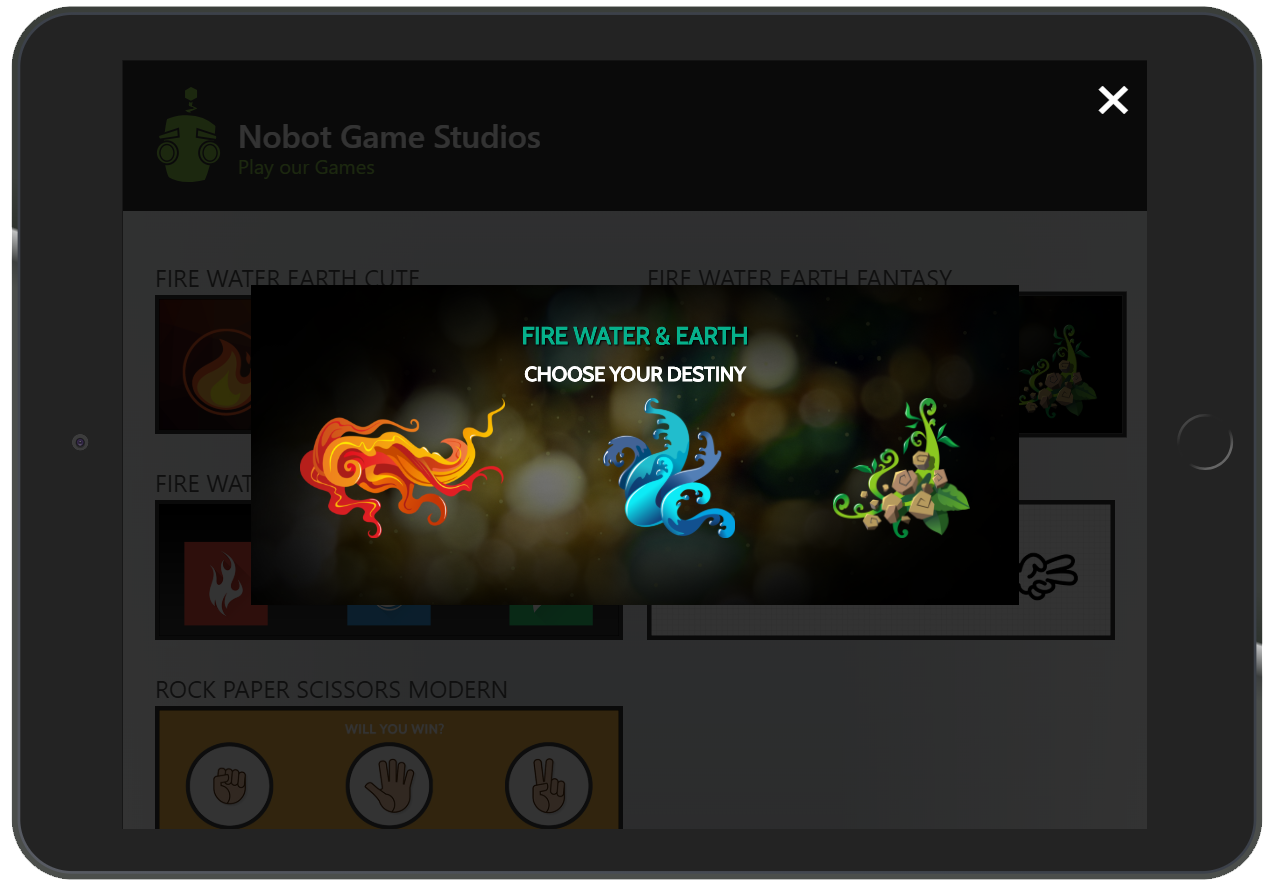 Nobot Game Studios
Play our Games
FIRE WATER EARTH CUTE
FIRE WATER EARTH FANTASY
FIRE WATER & EARTH
CHOOSE YOUR DESTINY
FIRE WAT
ROCK PAPER SCISSORS MODERN
WILL YOU WIN?